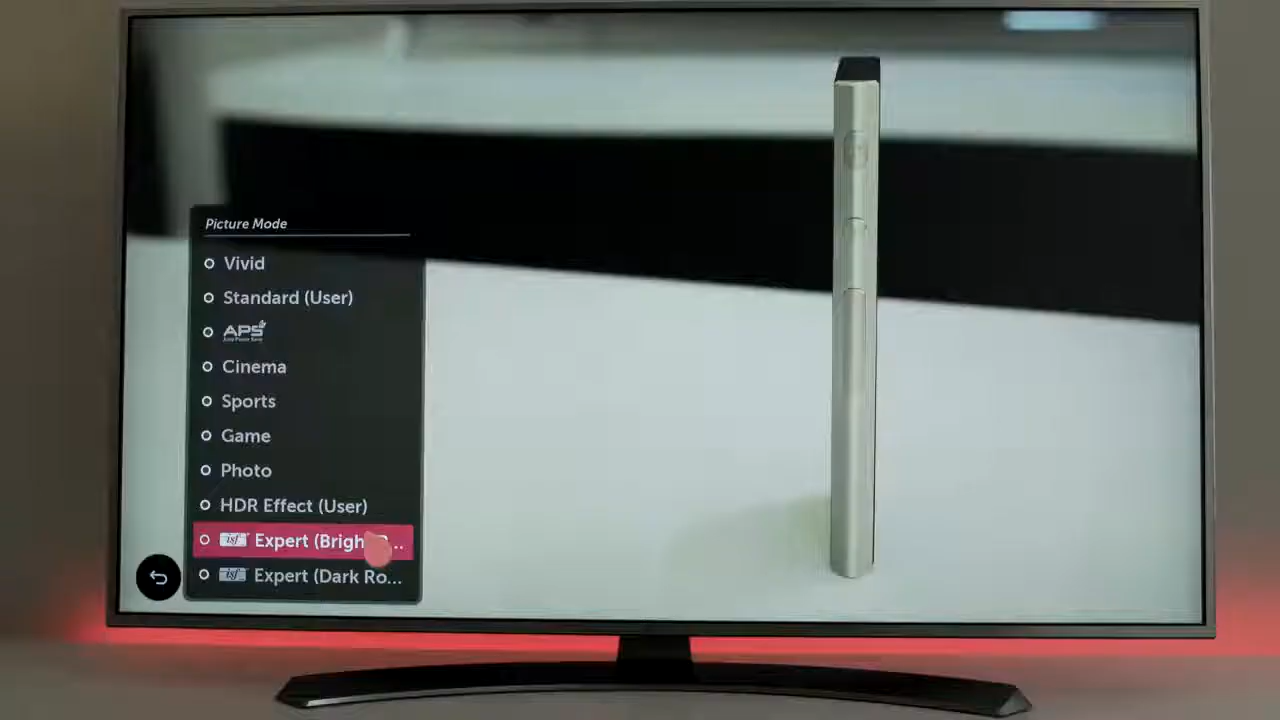 Picture Mode
Vivid
Standard (User)
APS
Cinema
Sports
Game
Photo
HDR Effect (User)
isf Expert (Bright R...
isf Expert (Dark Ro...